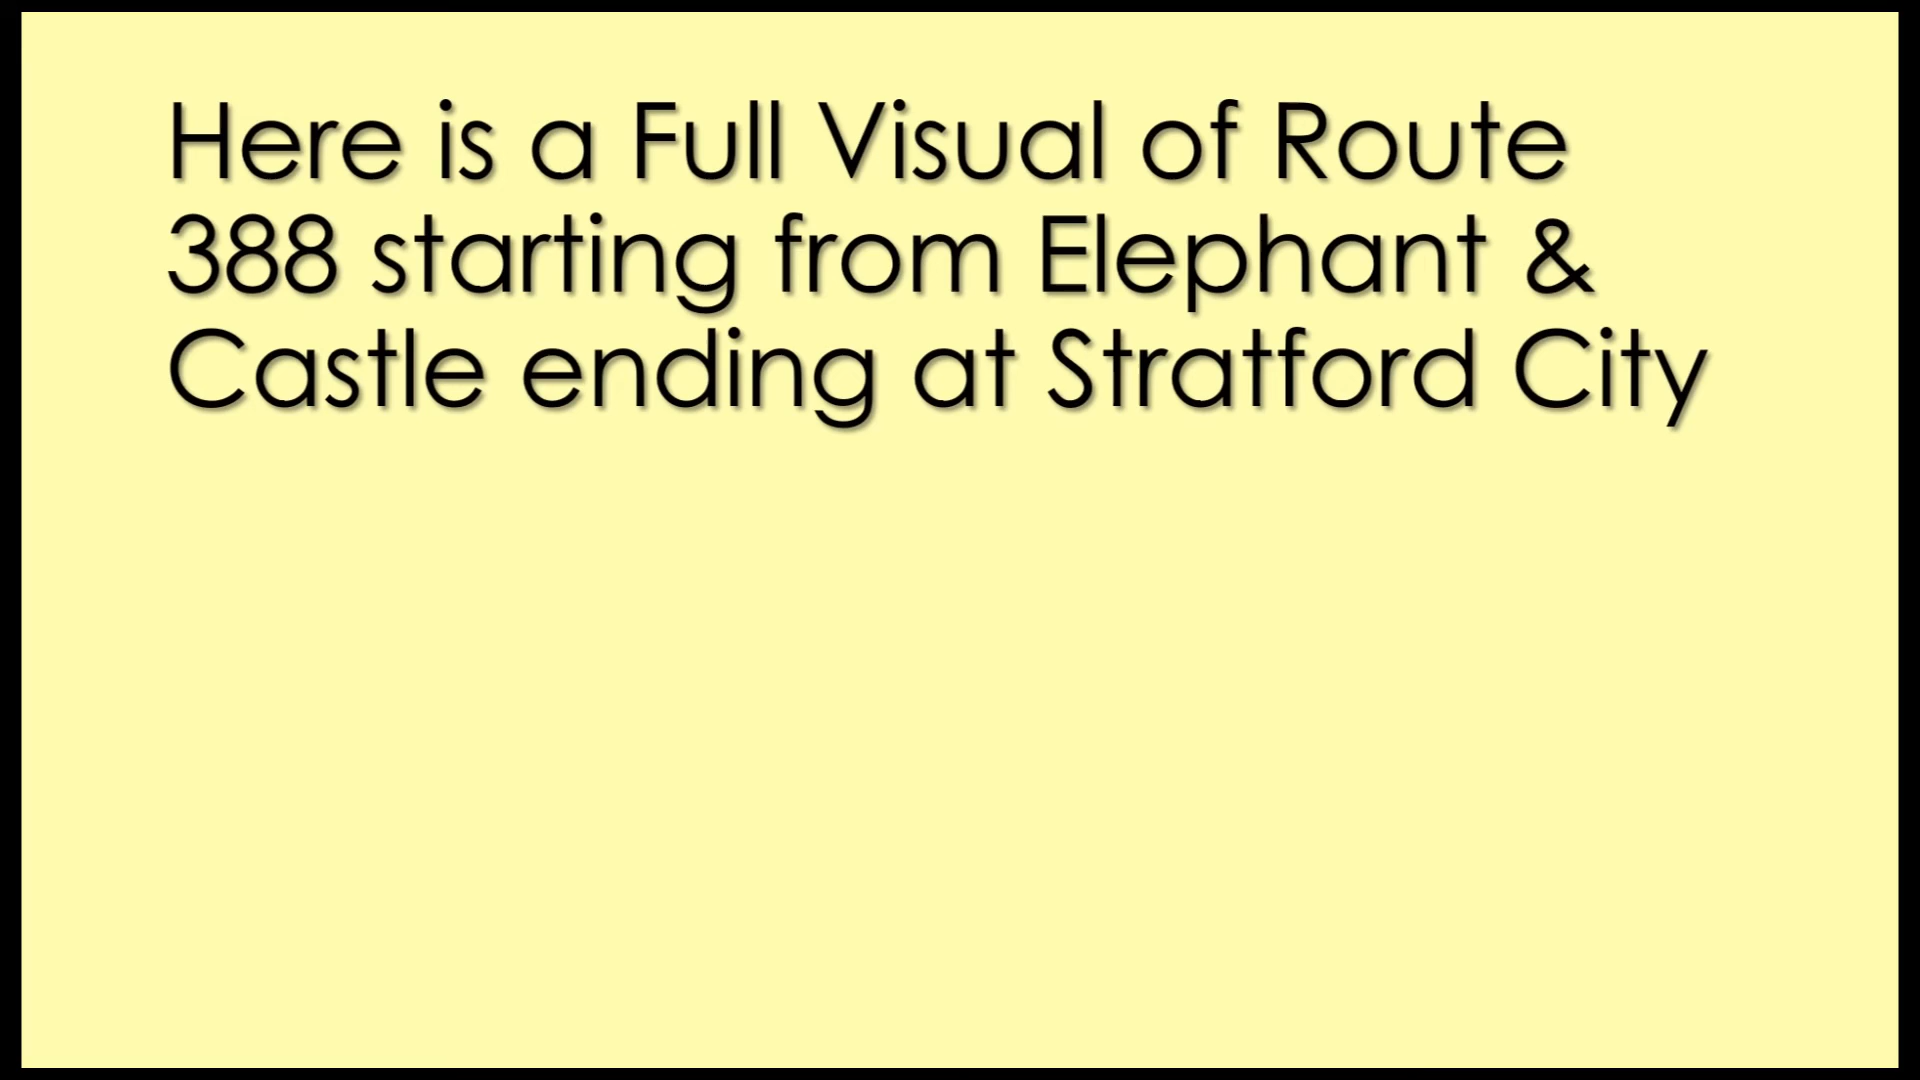 Here is a Full Visual of Route
388 starting from Elephant &
Castle ending at Stratford City